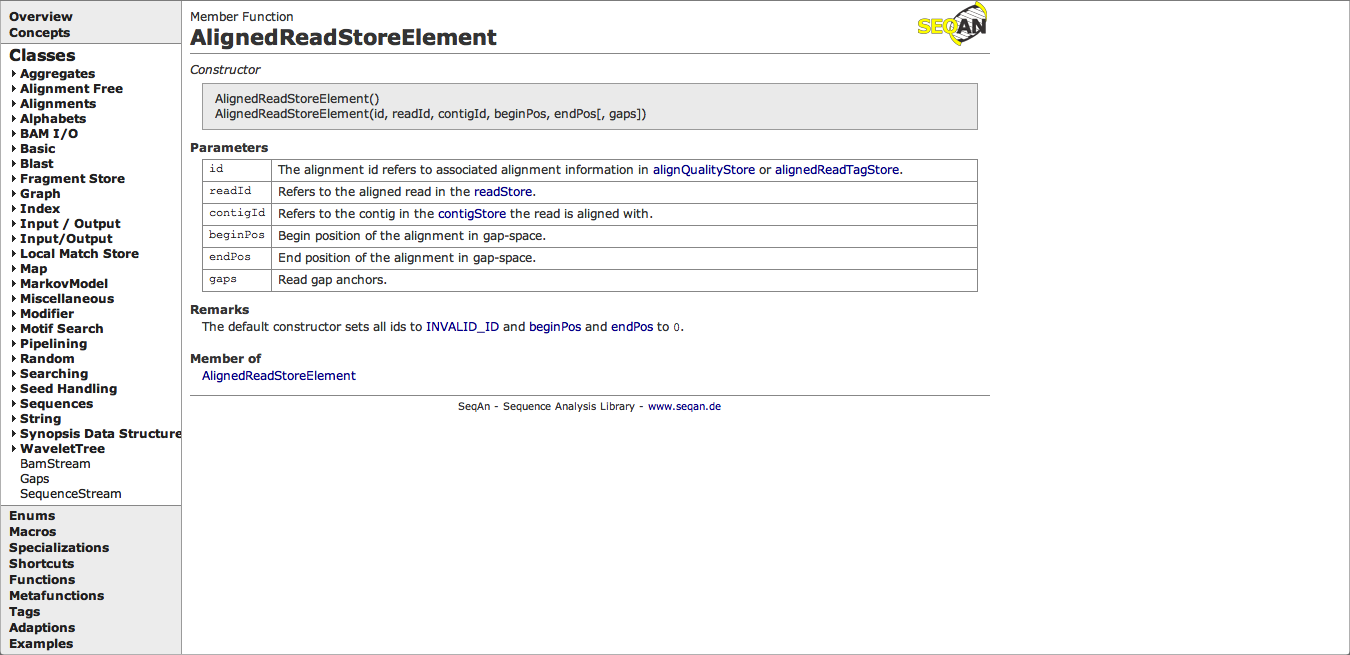 Overview
Concepts
Classes
Aggregates
Alignment Free
Alignments
Alphabets
BAM I/O
Basic
Blast
Fragment Store
Graph
Index
Input / Output
Input/Output
Local Match Store
Map
MarkovModel
Miscellaneous
Modifier
Motif Search
Pipelining
Random
Searching
Seed Handling
Sequences
String
Synopsis Data Structure
WaveletTree
BamStream
Gaps
SequenceStream
Enums
Macros
Specializations
Shortcuts
Functions
Metafunctions
Tags
Adaptions
Examples
Member Function
AlignedReadStoreElement
SEQAN
Constructor
AlignedReadStoreElement()
AlignedReadStoreElement(id, readId, contigId, beginPos, endPos[, gaps])
Parameters
id The alignment id refers to associated alignment information in alignQualityStore or alignedReadTagStore.
readId Refers to the aligned read in the readStore.
contigId Refers to the contig in the contigStore the read is aligned with.
beginPos Begin position of the alignment in gap-space.
endPos End position of the alignment in gap-space.
gaps Read gap anchors.
Remarks
The default constructor sets all ids to INVALID_ID and beginPos and endPos to 0.
Member of
AlignedReadStoreElement
SeqAn - Sequence Analysis Library - www.seqan.de